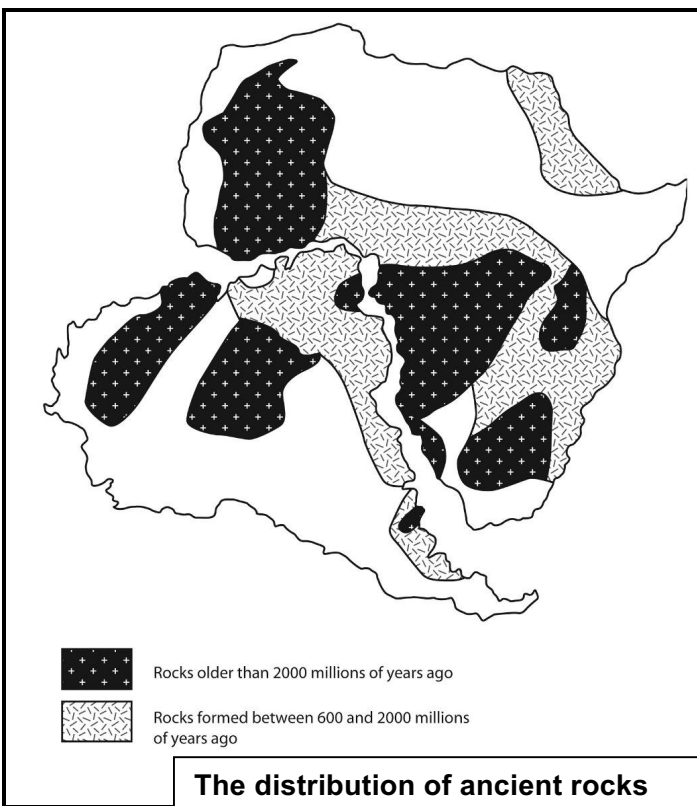 Rocks older than 2000 millions of years ago
Rocks formed between 600 and 2000 millions
of years ago
The distribution of ancient rocks